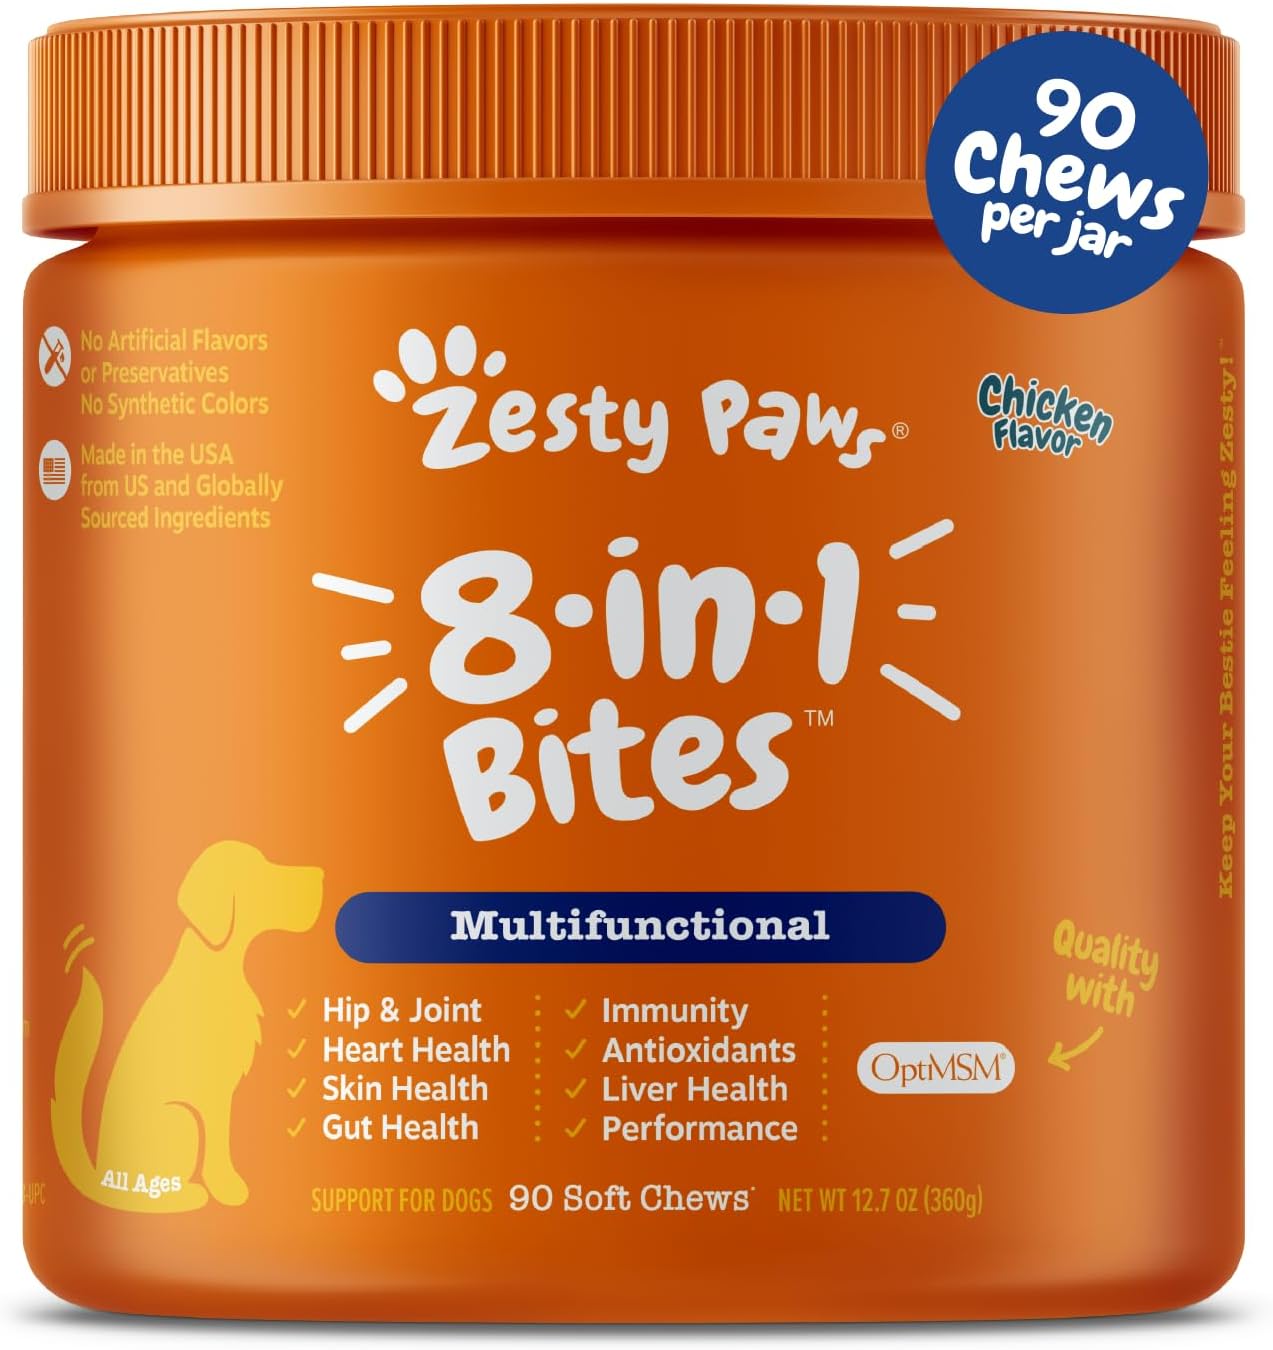 90
Chews
per jar
No Artificial Flavors
or Preservatives
No Synthetic Colors
Made in the USA
from US and Globally
Sourced Ingredients
Zesty Paws®
Chicken
Flavor
8·in·1
Bites™
Multifunctional
✓ Hip & Joint
✓ Heart Health
✓ Skin Health
✓ Gut Health
✓ Immunity
✓ Antioxidants
✓ Liver Health
✓ Performance
Quality
with
OptiMSM®
All Ages
SUPPORT FOR DOGS 90 Soft Chews NET WT 12.7 OZ (360g)
Keep Your Bestie Feeling Zesty!™
-UPC